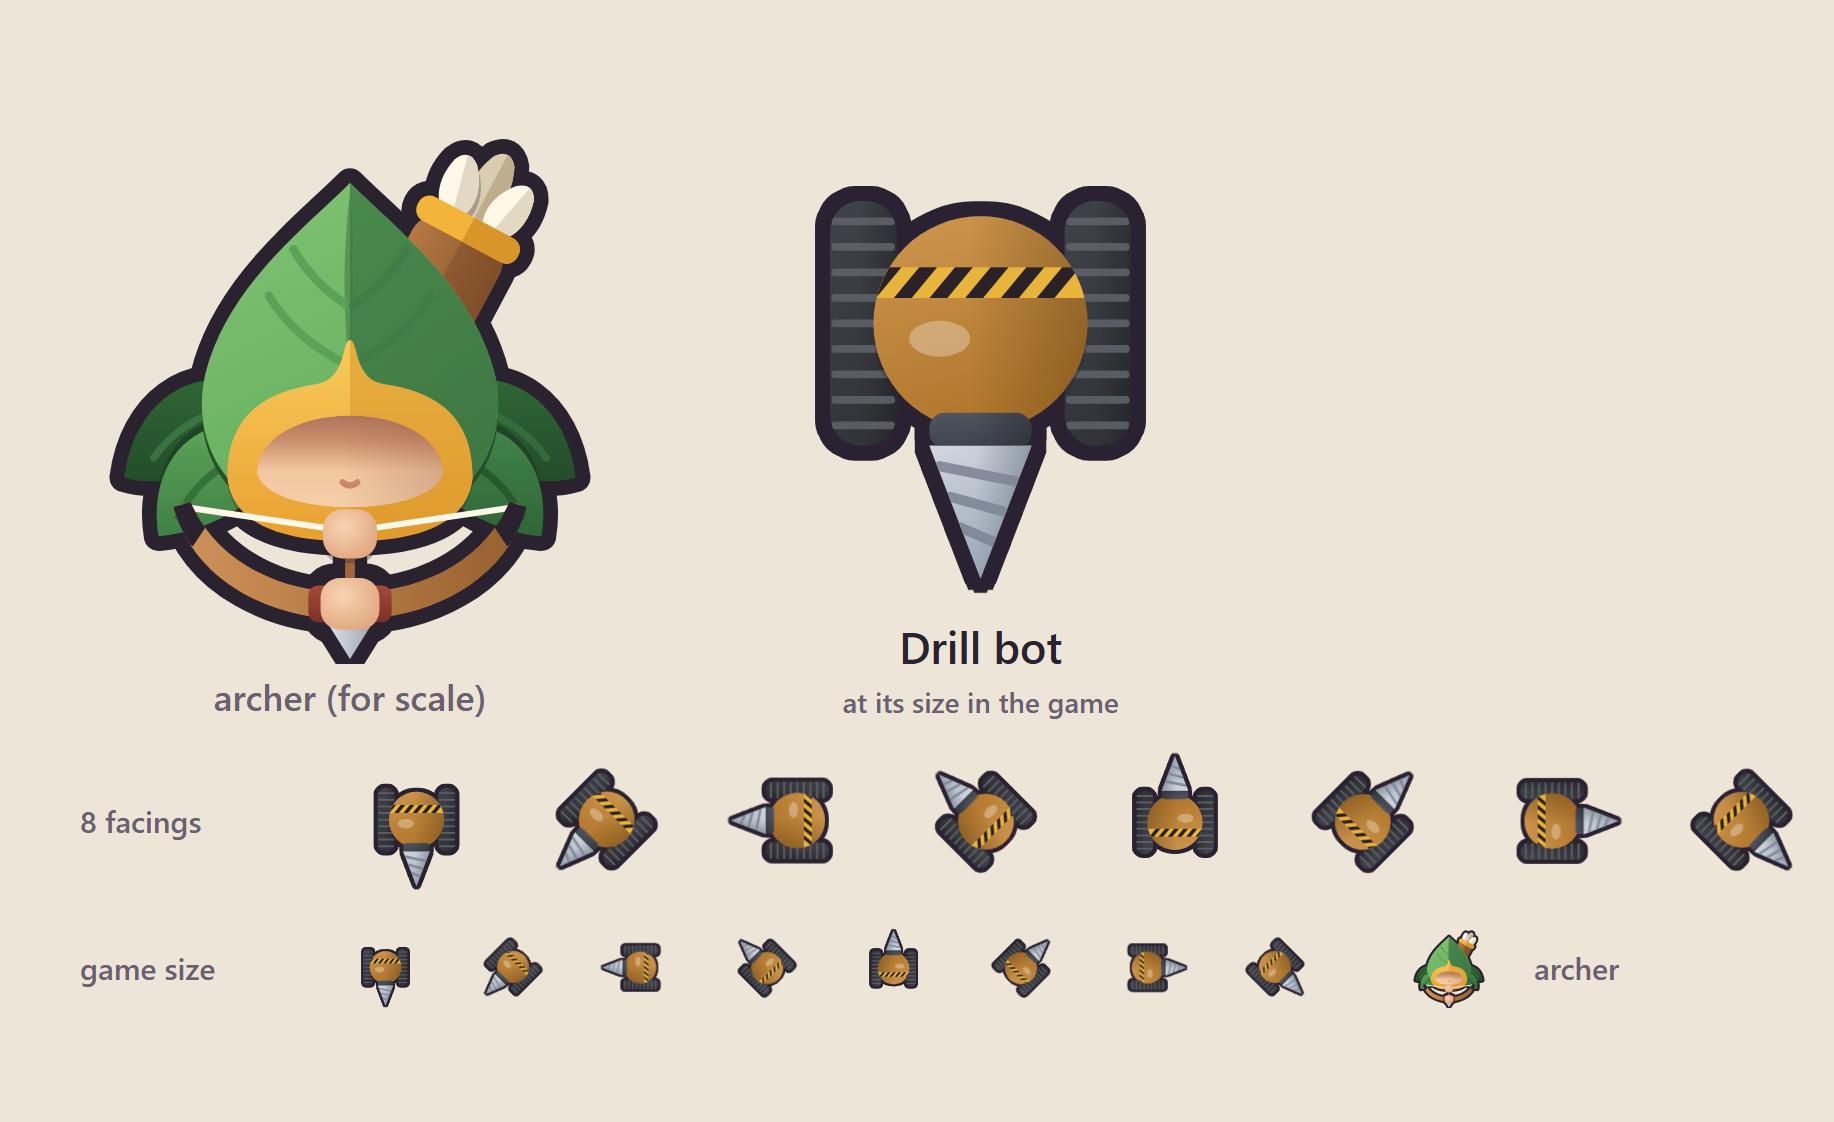 Drill bot
archer (for scale)
at its size in the game
8 facings
game size
archer